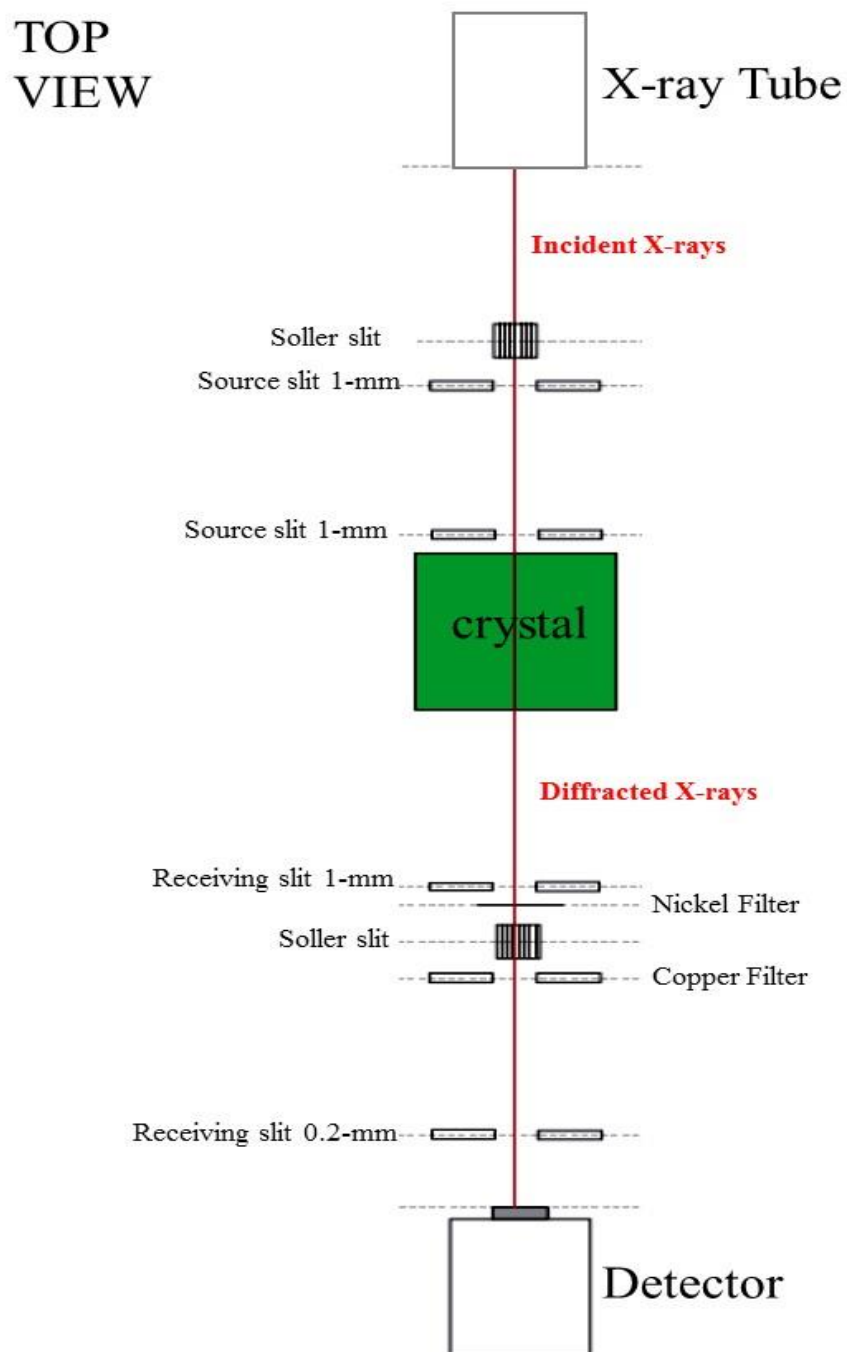 TOP
VIEW
X-ray Tube
Incident X-rays
Soller slit
Source slit 1-mm
Source slit 1-mm
crystal
Diffracted X-rays
Receiving slit 1-mm
Nickel Filter
Soller slit
Copper Filter
Receiving slit 0.2-mm
Detector